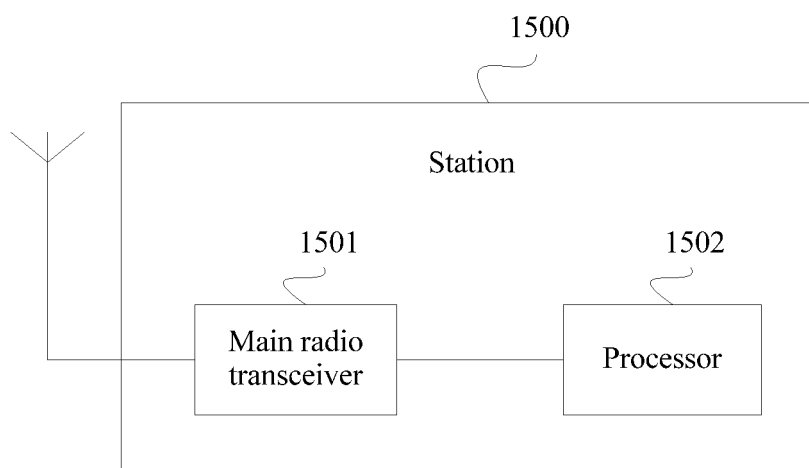 1500
Station
1501
1502
Main radio
transceiver
Processor